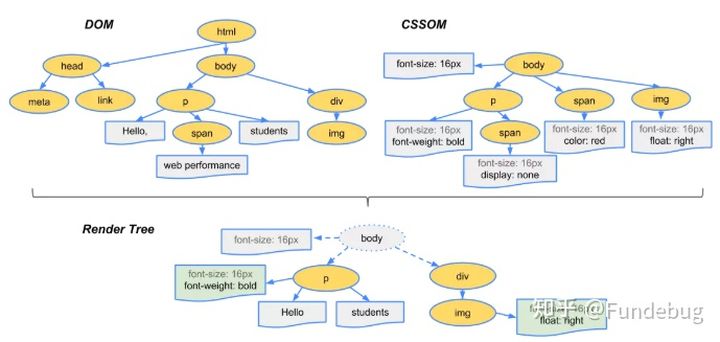 DOM
html
head
body
meta
link
p
div
Hello,
span
students
img
web performance
CSSOM
font-size: 16px
body
p
span
img
font-size: 16px
font-weight: bold
span
font-size: 16px
color: red
font-size: 16px
float: right
font-size: 16px
display: none
Render Tree
font-size: 16px
body
font-size: 16px
font-weight: bold
p
div
Hello
students
img
font-size: 16px
float: right
知乎 @Fundebug